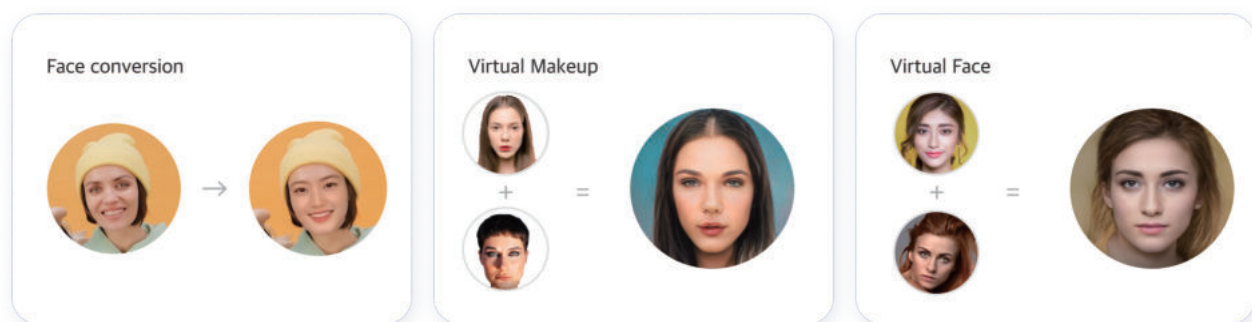 Face conversion
Virtual Makeup
Virtual Face
→
+
=
+
=